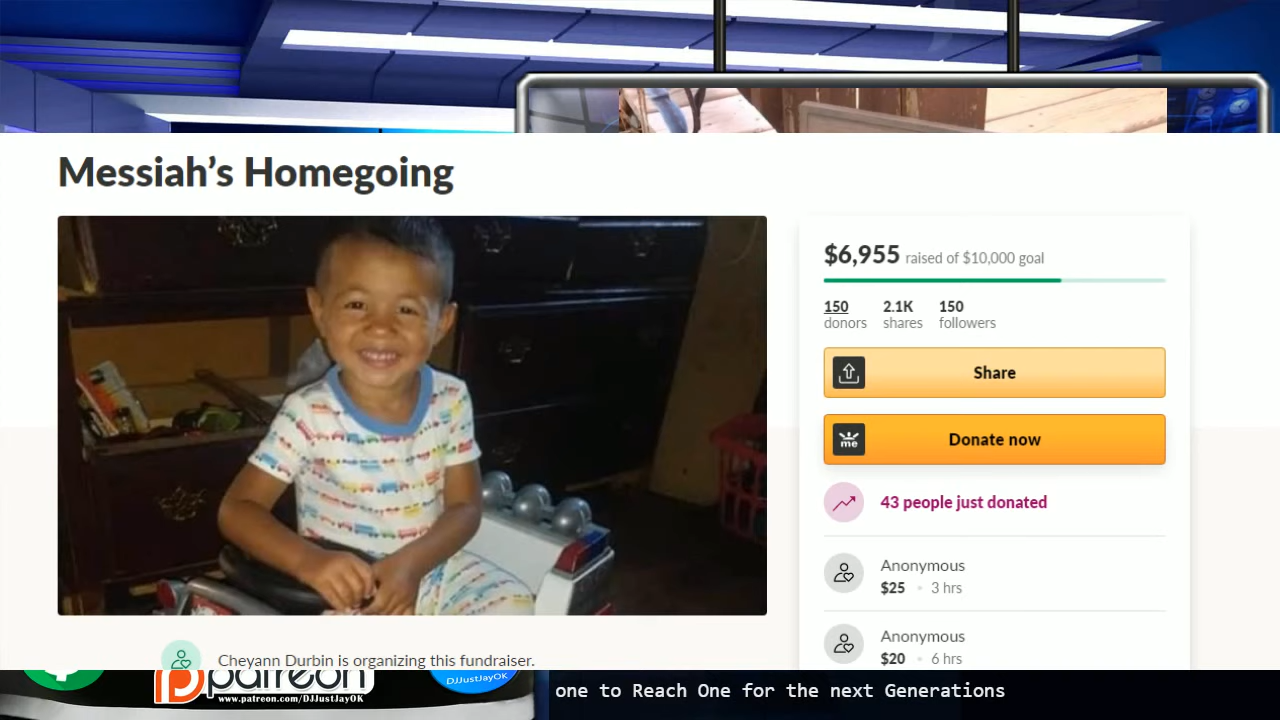 Messiah’s Homegoing
$6,955 raised of $10,000 goal
150 2.1K 150
donors shares followers
Share
me Donate now
43 people just donated
Anonymous
$25 • 3 hrs
Anonymous
$20 • 6 hrs
Cheyann Durbin is organizing this fundraiser.
patreon
www.patreon.com/DJJustJayOK
DJJustJayOK
one to Reach One for the next Generations